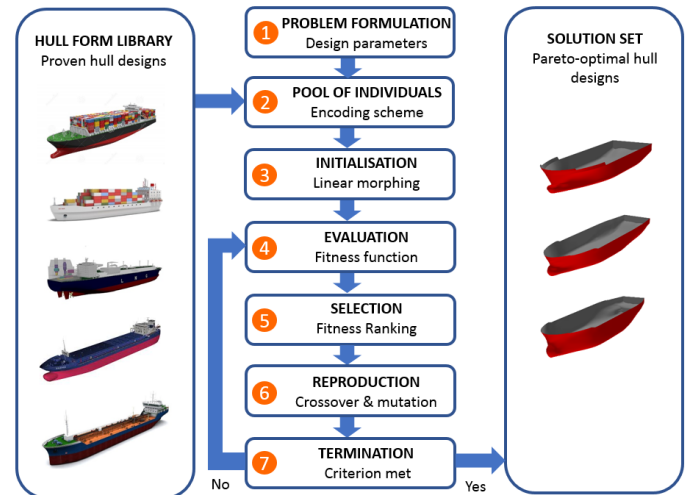 HULL FORM LIBRARY
Proven hull designs
1
PROBLEM FORMULATION
Design parameters
2
POOL OF INDIVIDUALS
Encoding scheme
3
INITIALISATION
Linear morphing
4
EVALUATION
Fitness function
5
SELECTION
Fitness Ranking
6
REPRODUCTION
Crossover & mutation
7
TERMINATION
Criterion met
No
Yes
SOLUTION SET
Pareto-optimal hull
designs